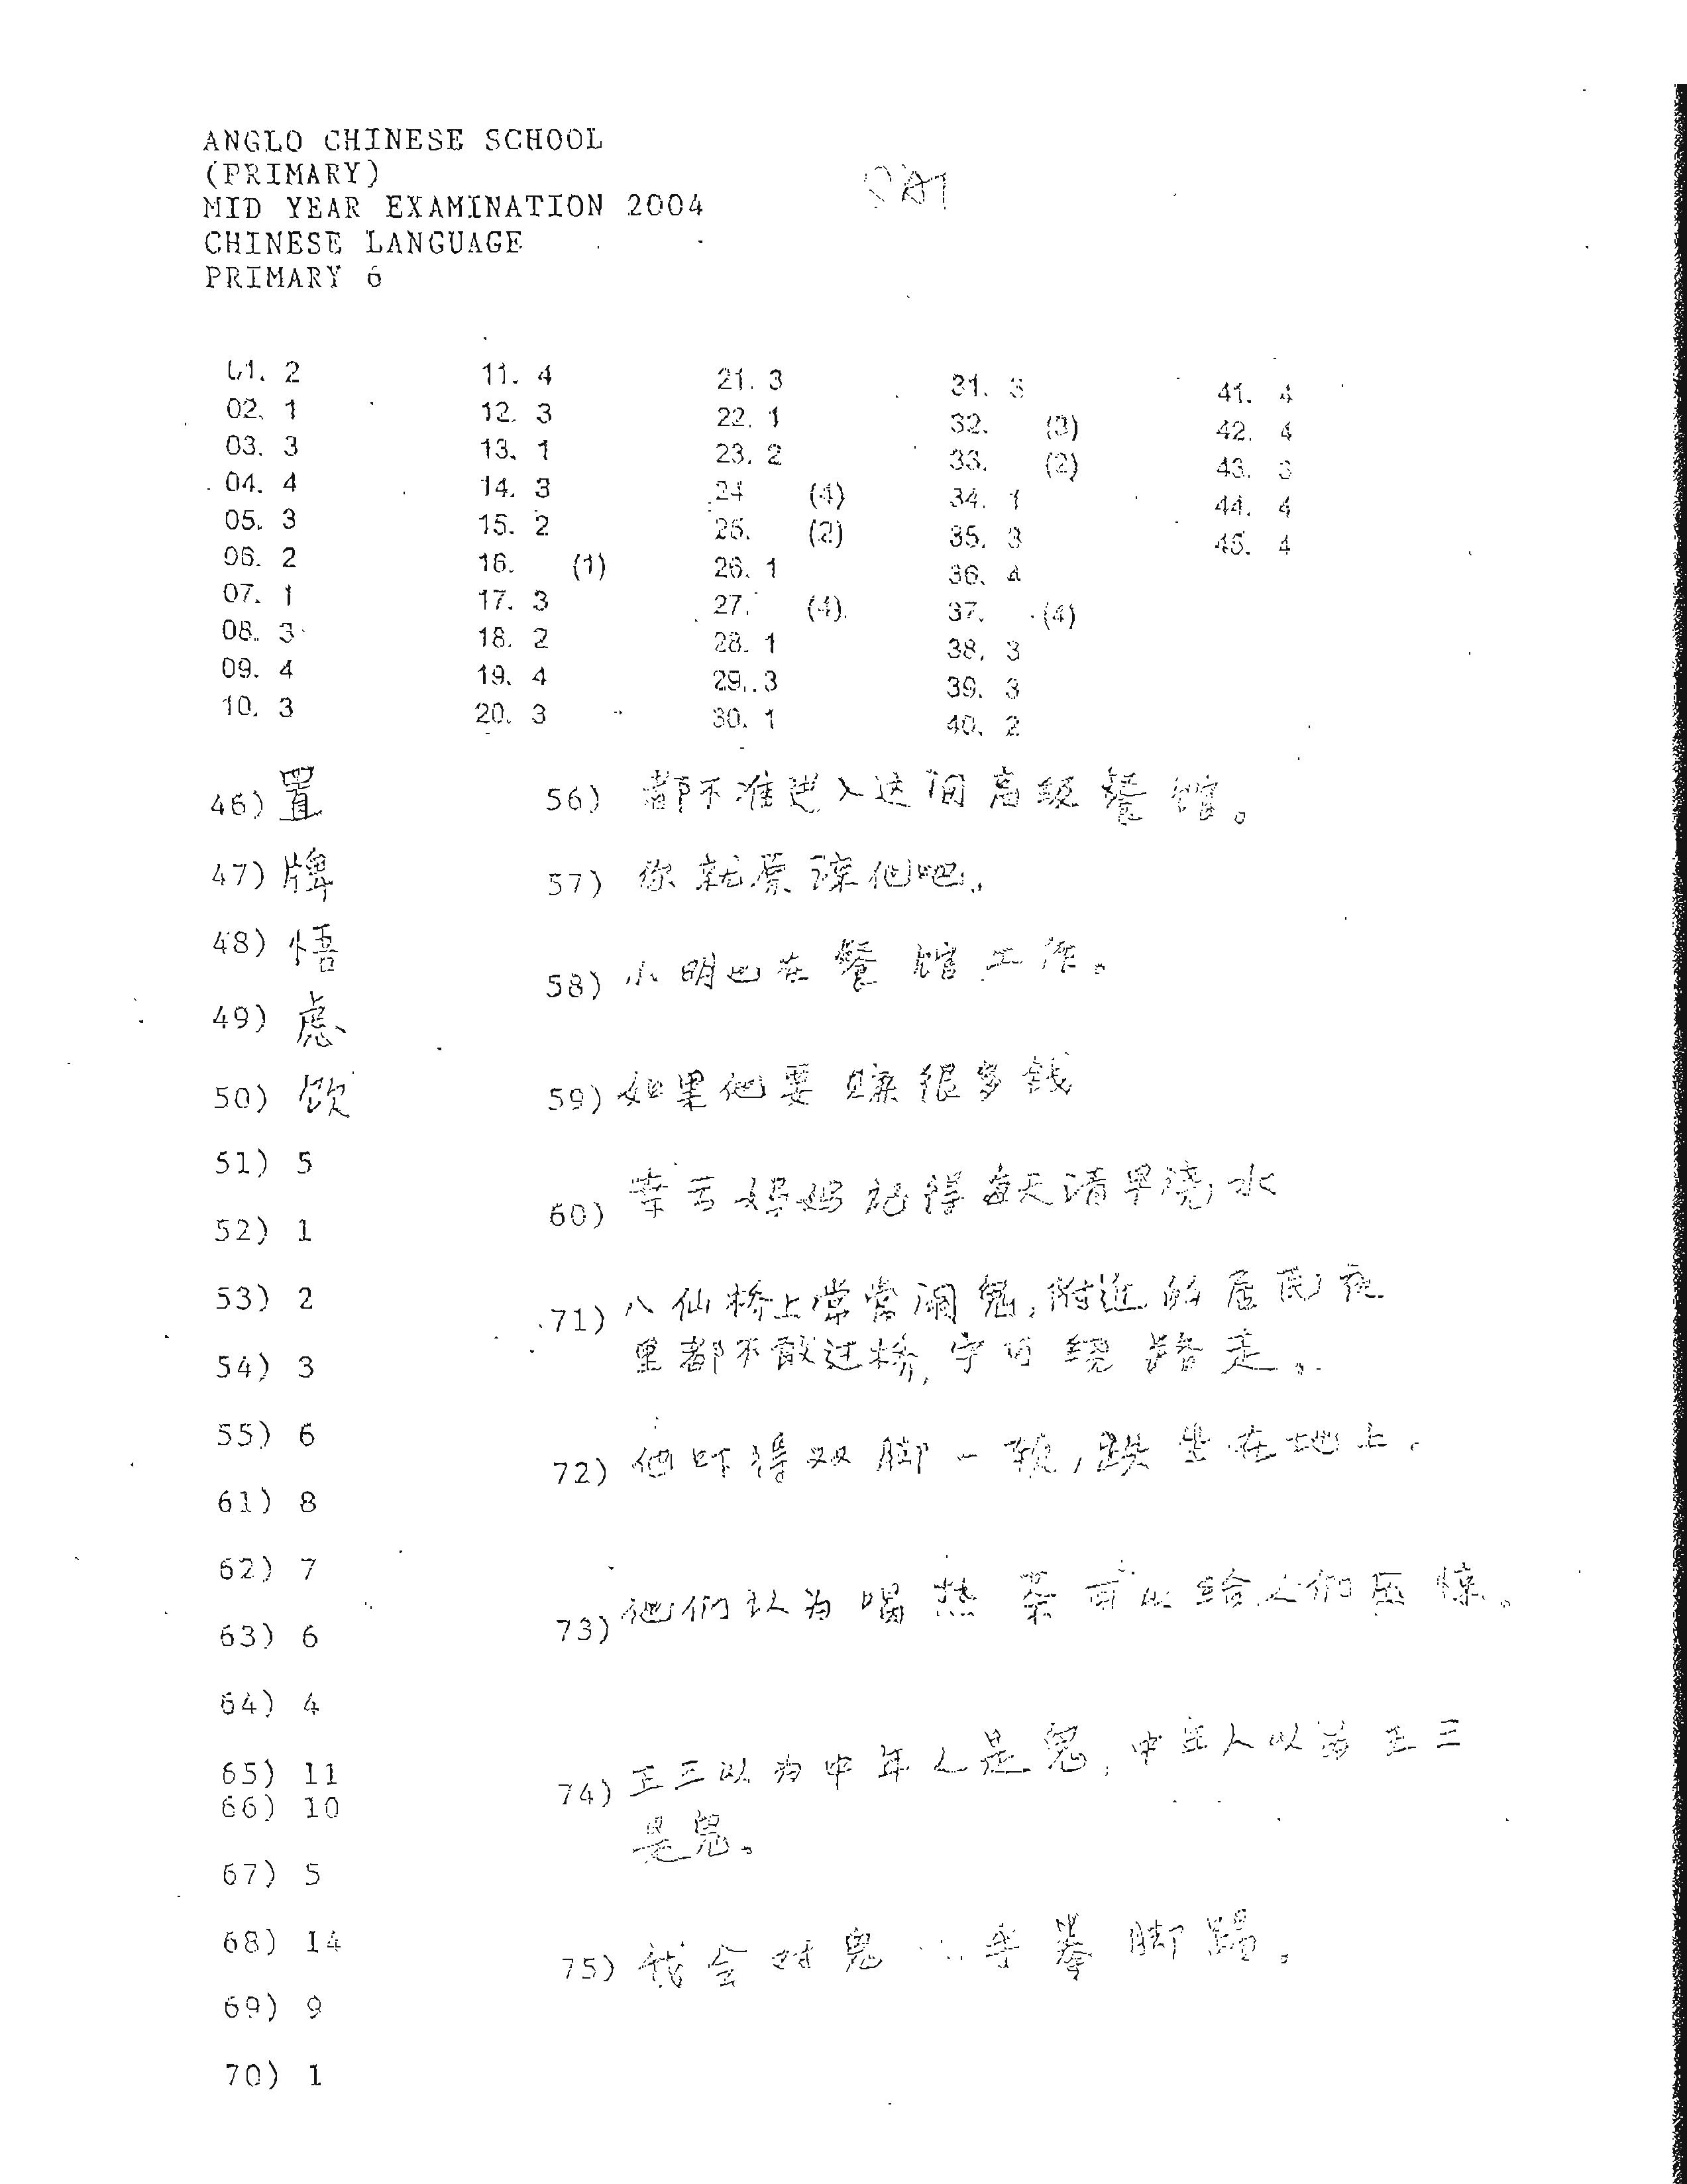 ANGLO CHINESE SCHOOL
(PRIMARY)
MID YEAR EXAMINATION 2004
CHINESE LANGUAGE
PRIMARY 6
01. 2
02. 1
03. 3
04. 4
05. 3
06. 2
07. 1
08. 3
09. 4
10. 3
11. 4
12. 3
13. 1
14. 3
15. 2
16. (1)
17. 3
18. 2
19. 4
20. 3
21. 3
22. 1
23. 2
24 (4)
25. (2)
26. 1
27. (4)
28. 1
29. 3
30. 1
31. 3
32. (3)
33. (2)
34. 1
35. 3
36. 4
37. (4)
38. 3
39. 3
40. 2
41. 4
42. 4
43. 3
44. 4
45. 4
46) 置
47) 牌
48) 悟
49) 虑
50) 饮
51) 5
52) 1
53) 2
54) 3
55) 6
61) 8
62) 7
63) 6
64) 4
65) 11
66) 10
67) 5
68) 14
69) 9
70) 1
56) 都不准进入这间高级餐馆。
57) 你就原谅他吧。
58) 小明也在餐馆工作。
59) 如果他要赚很多钱
60) 幸亏妈妈记得每天清早浇水
71) 八仙桥上常常闹鬼,附近的居民夜
里都不敢过桥,宁可绕路走。
72) 他吓得双脚一软,跌坐在地上.
73) 他们认为喝热茶可以给人们压惊。
74) 王三以为中年人是鬼,中年人以为王三
是鬼。
75) 我会对鬼 手拳脚踢。